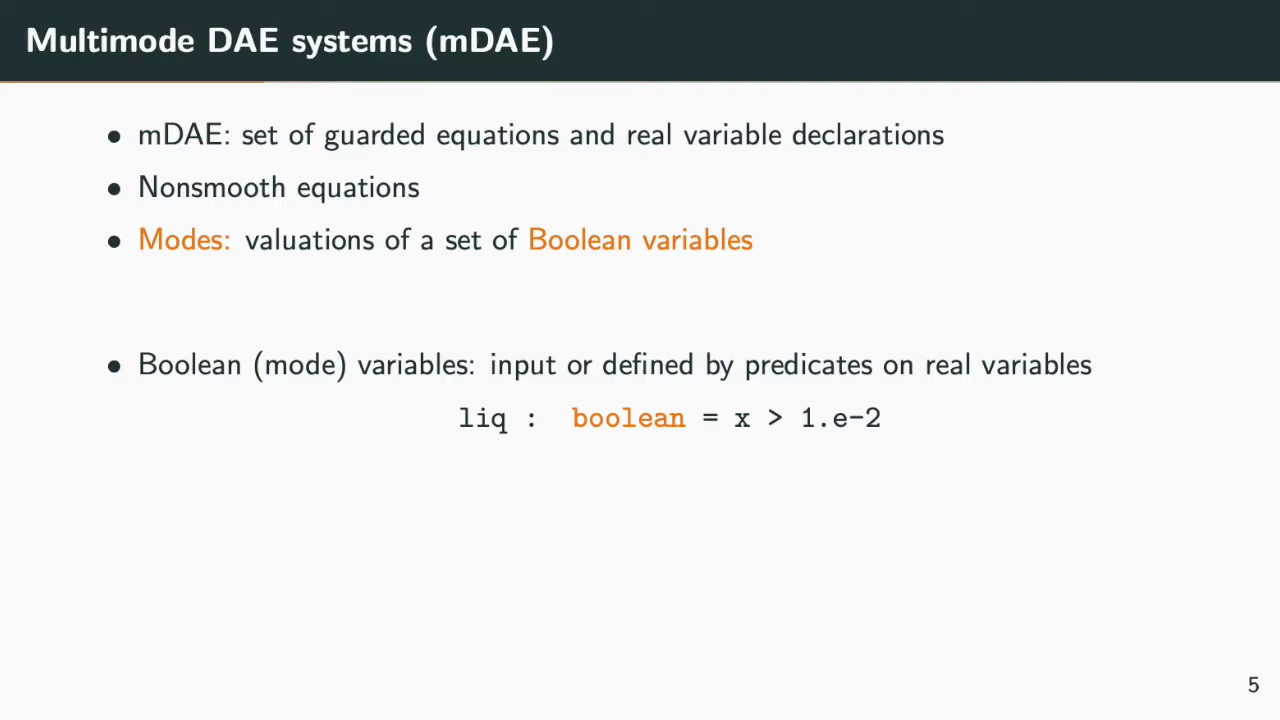 Multimode DAE systems (mDAE)
• mDAE: set of guarded equations and real variable declarations
• Nonsmooth equations
• Modes: valuations of a set of Boolean variables
• Boolean (mode) variables: input or defined by predicates on real variables
liq : boolean = x > 1.e-2
5